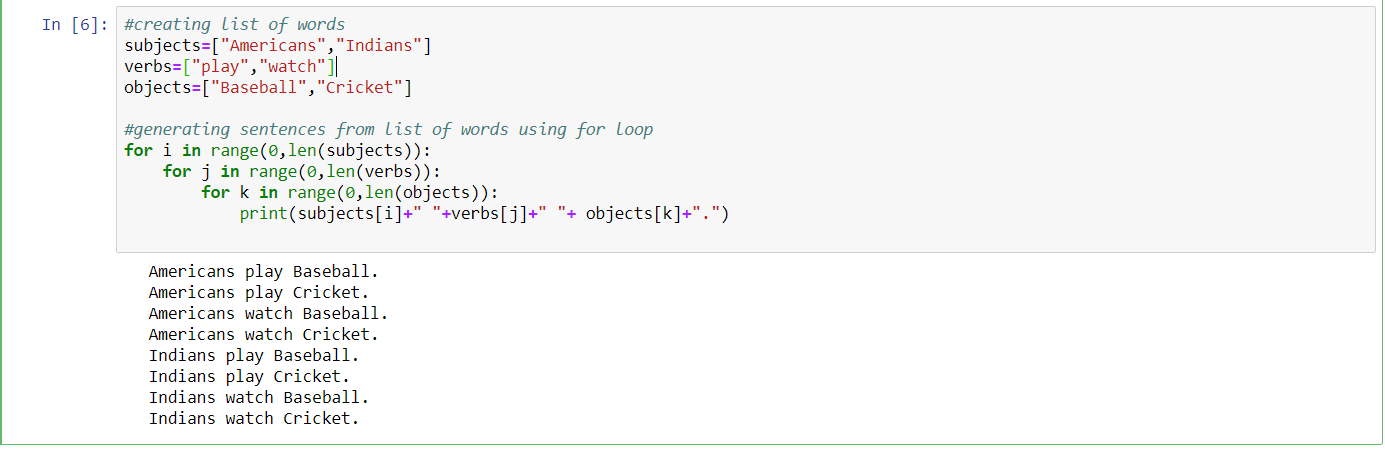 In [6]: #creating list of words
subjects=["Americans","Indians"]
verbs=["play","watch"]
objects=["Baseball","Cricket"]

#generating sentences from list of words using for loop
for i in range(0,len(subjects)):
    for j in range(0,len(verbs)):
        for k in range(0,len(objects)):
            print(subjects[i]+" "+verbs[j]+" "+ objects[k]+".")

Americans play Baseball.
Americans play Cricket.
Americans watch Baseball.
Americans watch Cricket.
Indians play Baseball.
Indians play Cricket.
Indians watch Baseball.
Indians watch Cricket.